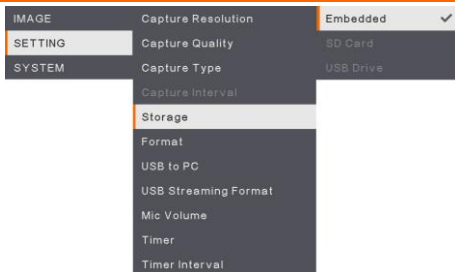 IMAGE
SETTING
SYSTEM
Capture Resolution
Capture Quality
Capture Type
Capture Interval
Storage
Format
USB to PC
USB Streaming Format
Mic Volume
Timer
Timer Interval
Embedded
SD Card
USB Drive